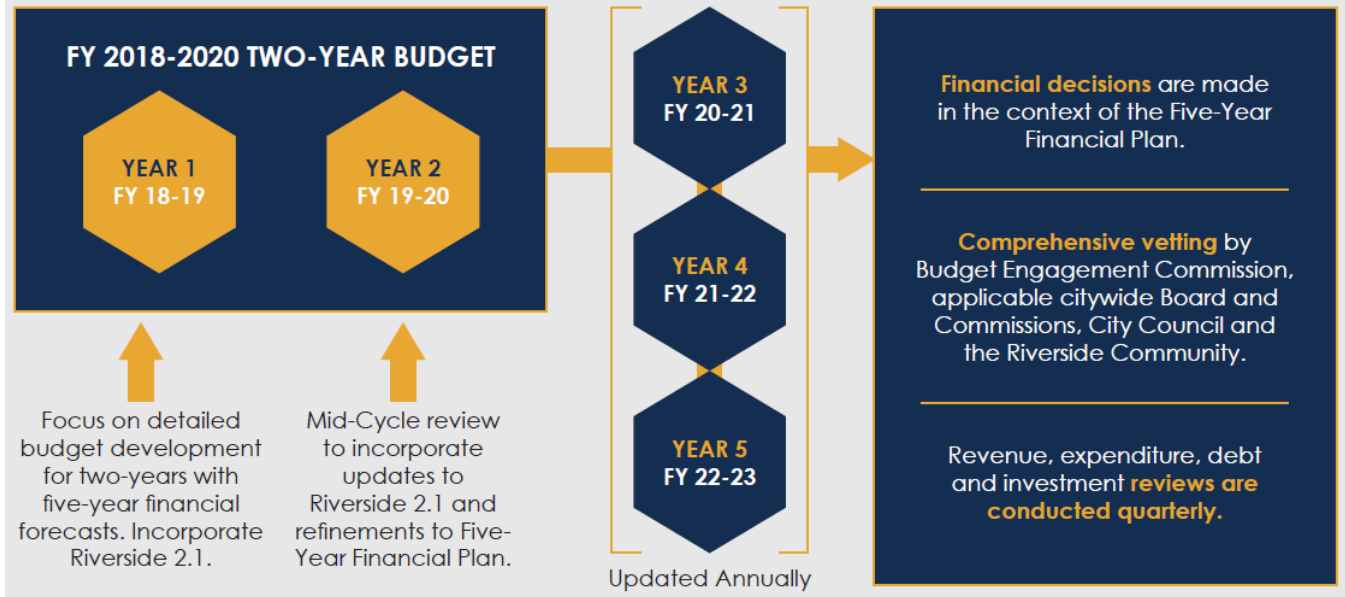 FY 2018-2020 TWO-YEAR BUDGET
YEAR 1
FY 18-19
YEAR 2
FY 19-20
Focus on detailed
budget development
for two-years with
five-year financial
forecasts. Incorporate
Riverside 2.1.
Mid-Cycle review
to incorporate
updates to
Riverside 2.1 and
refinements to Five-
Year Financial Plan.
YEAR 3
FY 20-21
YEAR 4
FY 21-22
YEAR 5
FY 22-23
Updated Annually
Financial decisions are made
in the context of the Five-Year
Financial Plan.
Comprehensive vetting by
Budget Engagement Commission,
applicable citywide Board and
Commissions, City Council and
the Riverside Community.
Revenue, expenditure, debt
and investment reviews are
conducted quarterly.